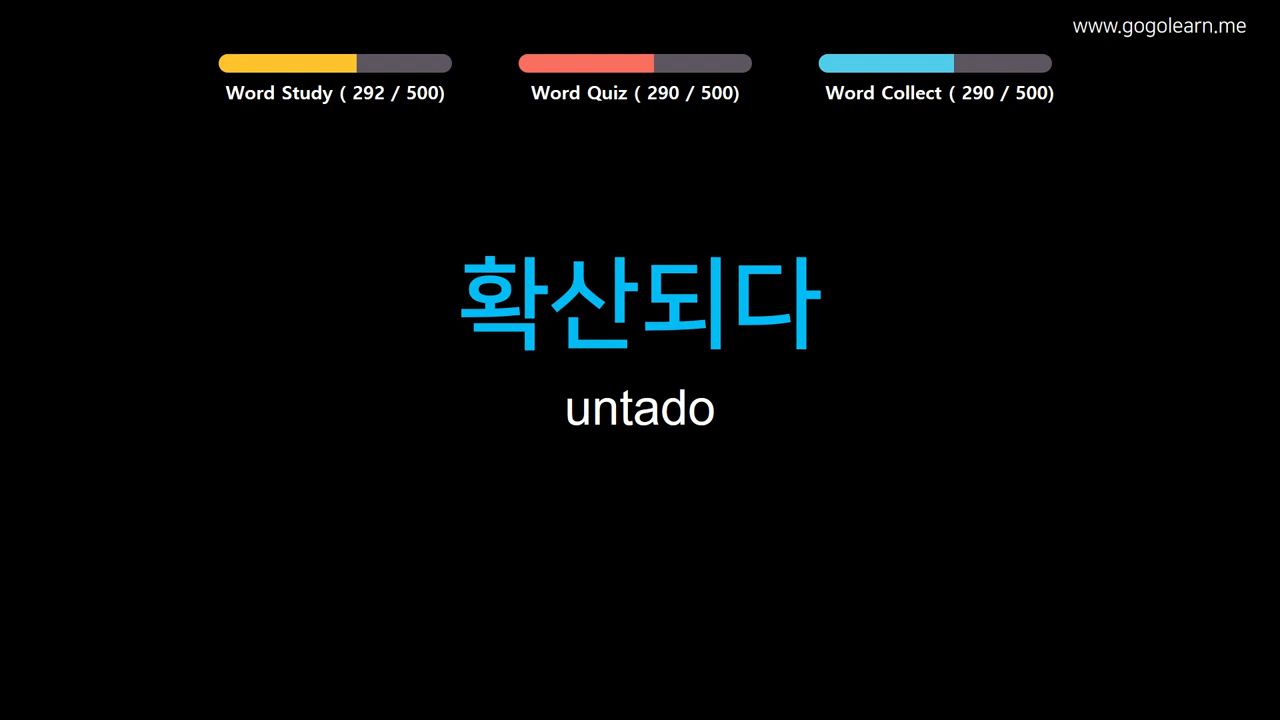 www.gogolearn.me
Word Study ( 292 / 500)
Word Quiz ( 290 / 500)
Word Collect ( 290 / 500)
확산되다
untado